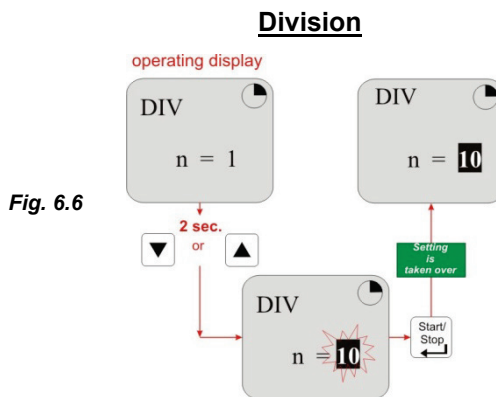 Division
operating display
DIV
n = 1
DIV
n = 10
Fig. 6.6
2 sec.
or
▼
▲
Setting
is
taken over
DIV
n = 10
Start/
Stop